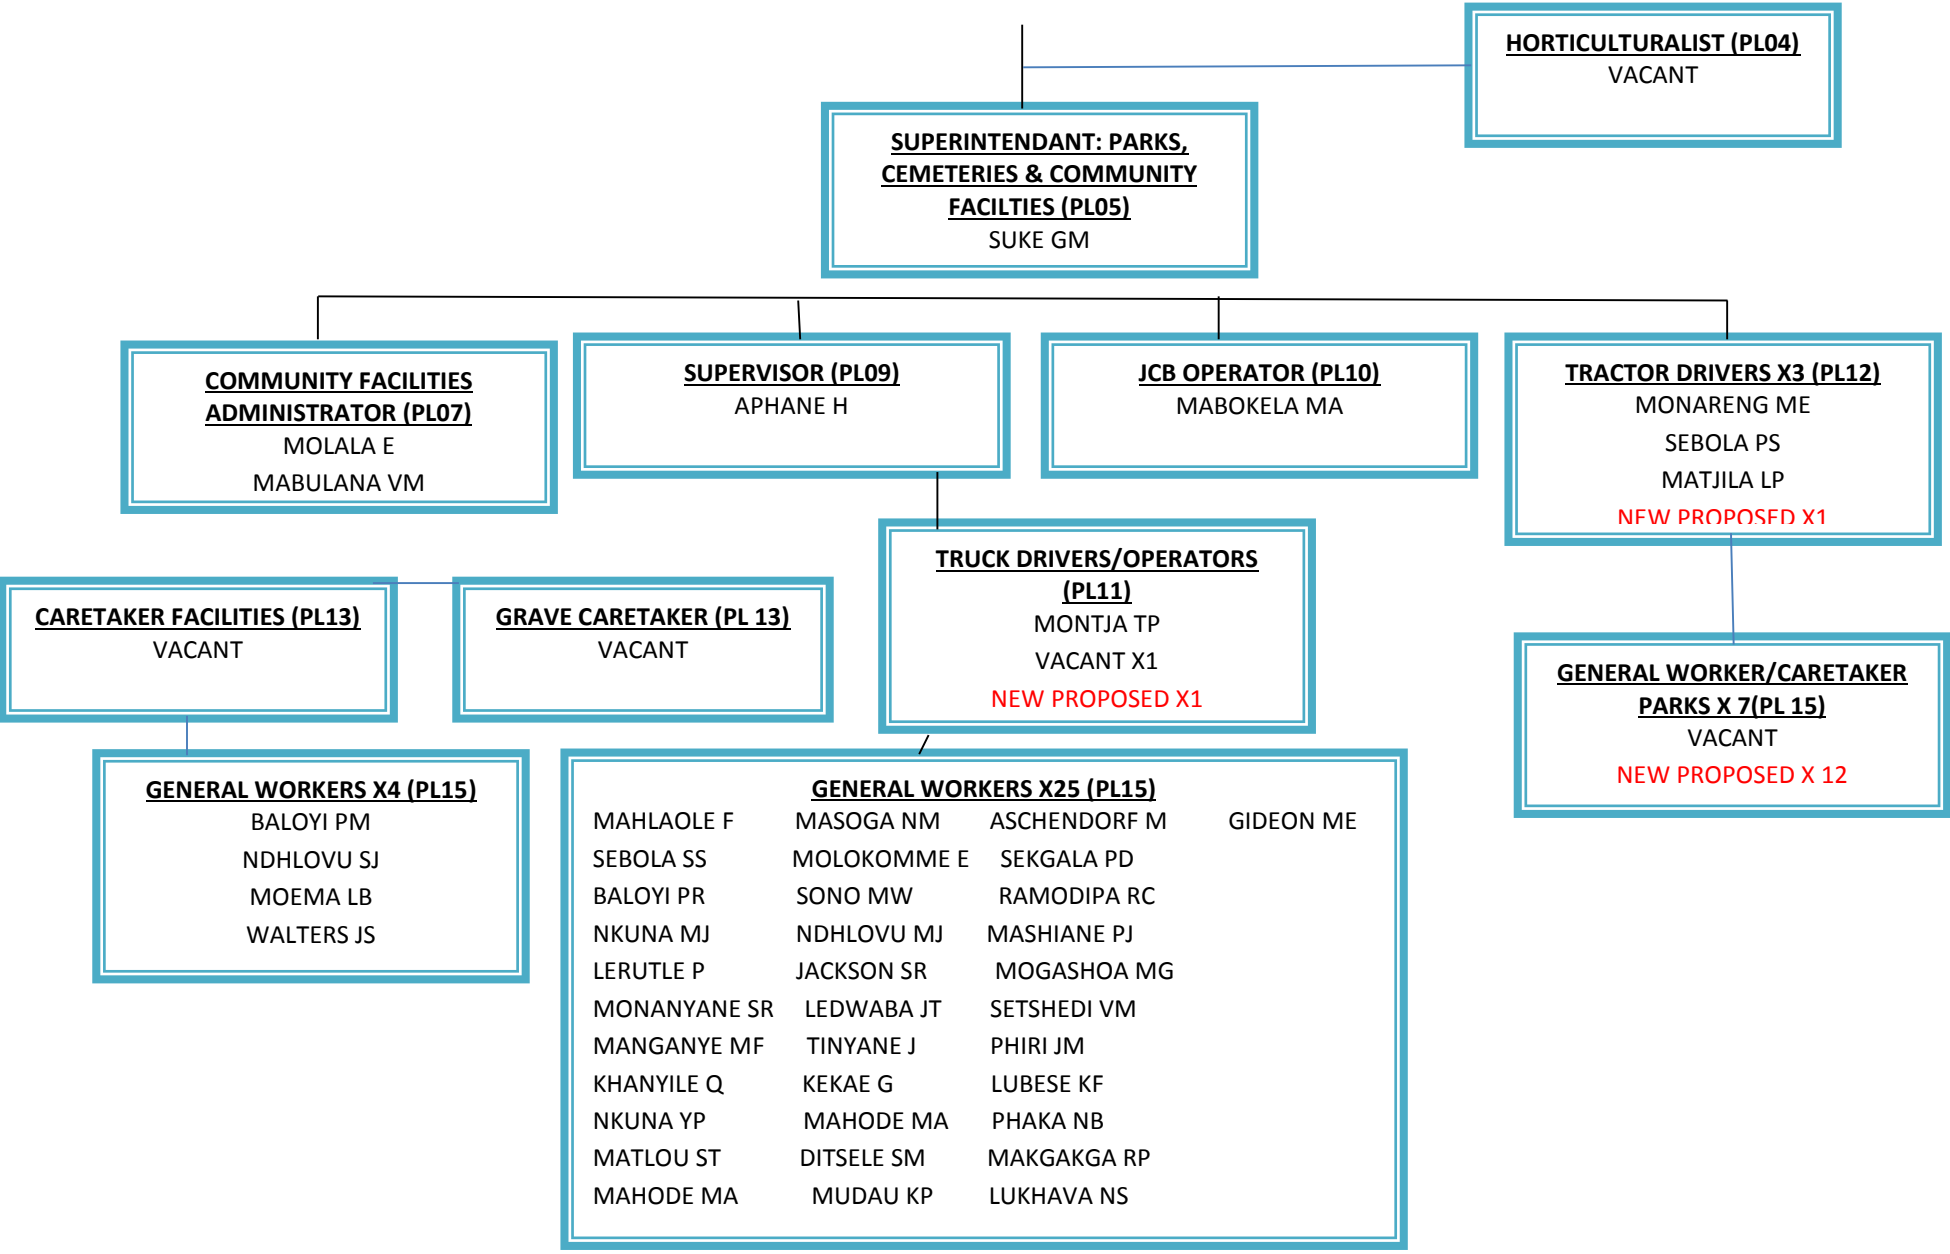 HORTICULTURALIST (PL04)
VACANT
SUPERINTENDANT: PARKS,
CEMETERIES & COMMUNITY
FACILTIES (PL05)
SUKE GM
COMMUNITY FACILITIES
ADMINISTRATOR (PL07)
MOLALA E
MABULANA VM
SUPERVISOR (PL09)
APHANE H
JCB OPERATOR (PL10)
MABOKELA MA
TRACTOR DRIVERS X3 (PL12)
MONARENG ME
SEBOLA PS
MATJILA LP
NEW PROPOSED X1
CARETAKER FACILITIES (PL13)
VACANT
GRAVE CARETAKER (PL 13)
VACANT
TRUCK DRIVERS/OPERATORS
(PL11)
MONTJA TP
VACANT X1
NEW PROPOSED X1
GENERAL WORKER/CARETAKER
PARKS X 7(PL 15)
VACANT
NEW PROPOSED X 12
GENERAL WORKERS X4 (PL15)
BALOYI PM
NDHLOVU SJ
MOEMA LB
WALTERS JS
GENERAL WORKERS X25 (PL15)
MAHLAOLE F MASOGA NM ASCHENDORF M GIDEON ME
SEBOLA SS MOLOKOMME E SEKGALA PD
BALOYI PR SONO MW RAMODIPA RC
NKUNA MJ NDHLOVU MJ MASHIANE PJ
LERUTLE P JACKSON SR MOGASHOA MG
MONANYANE SR LEDWABA JT SETSHEDI VM
MANGANYE MF TINYANE J PHIRI JM
KHANYILE Q KEKAE G LUBESE KF
NKUNA YP MAHODE MA PHAKA NB
MATLOU ST DITSELE SM MAKGAKGA RP
MAHODE MA MUDAU KP LUKHAVA NS